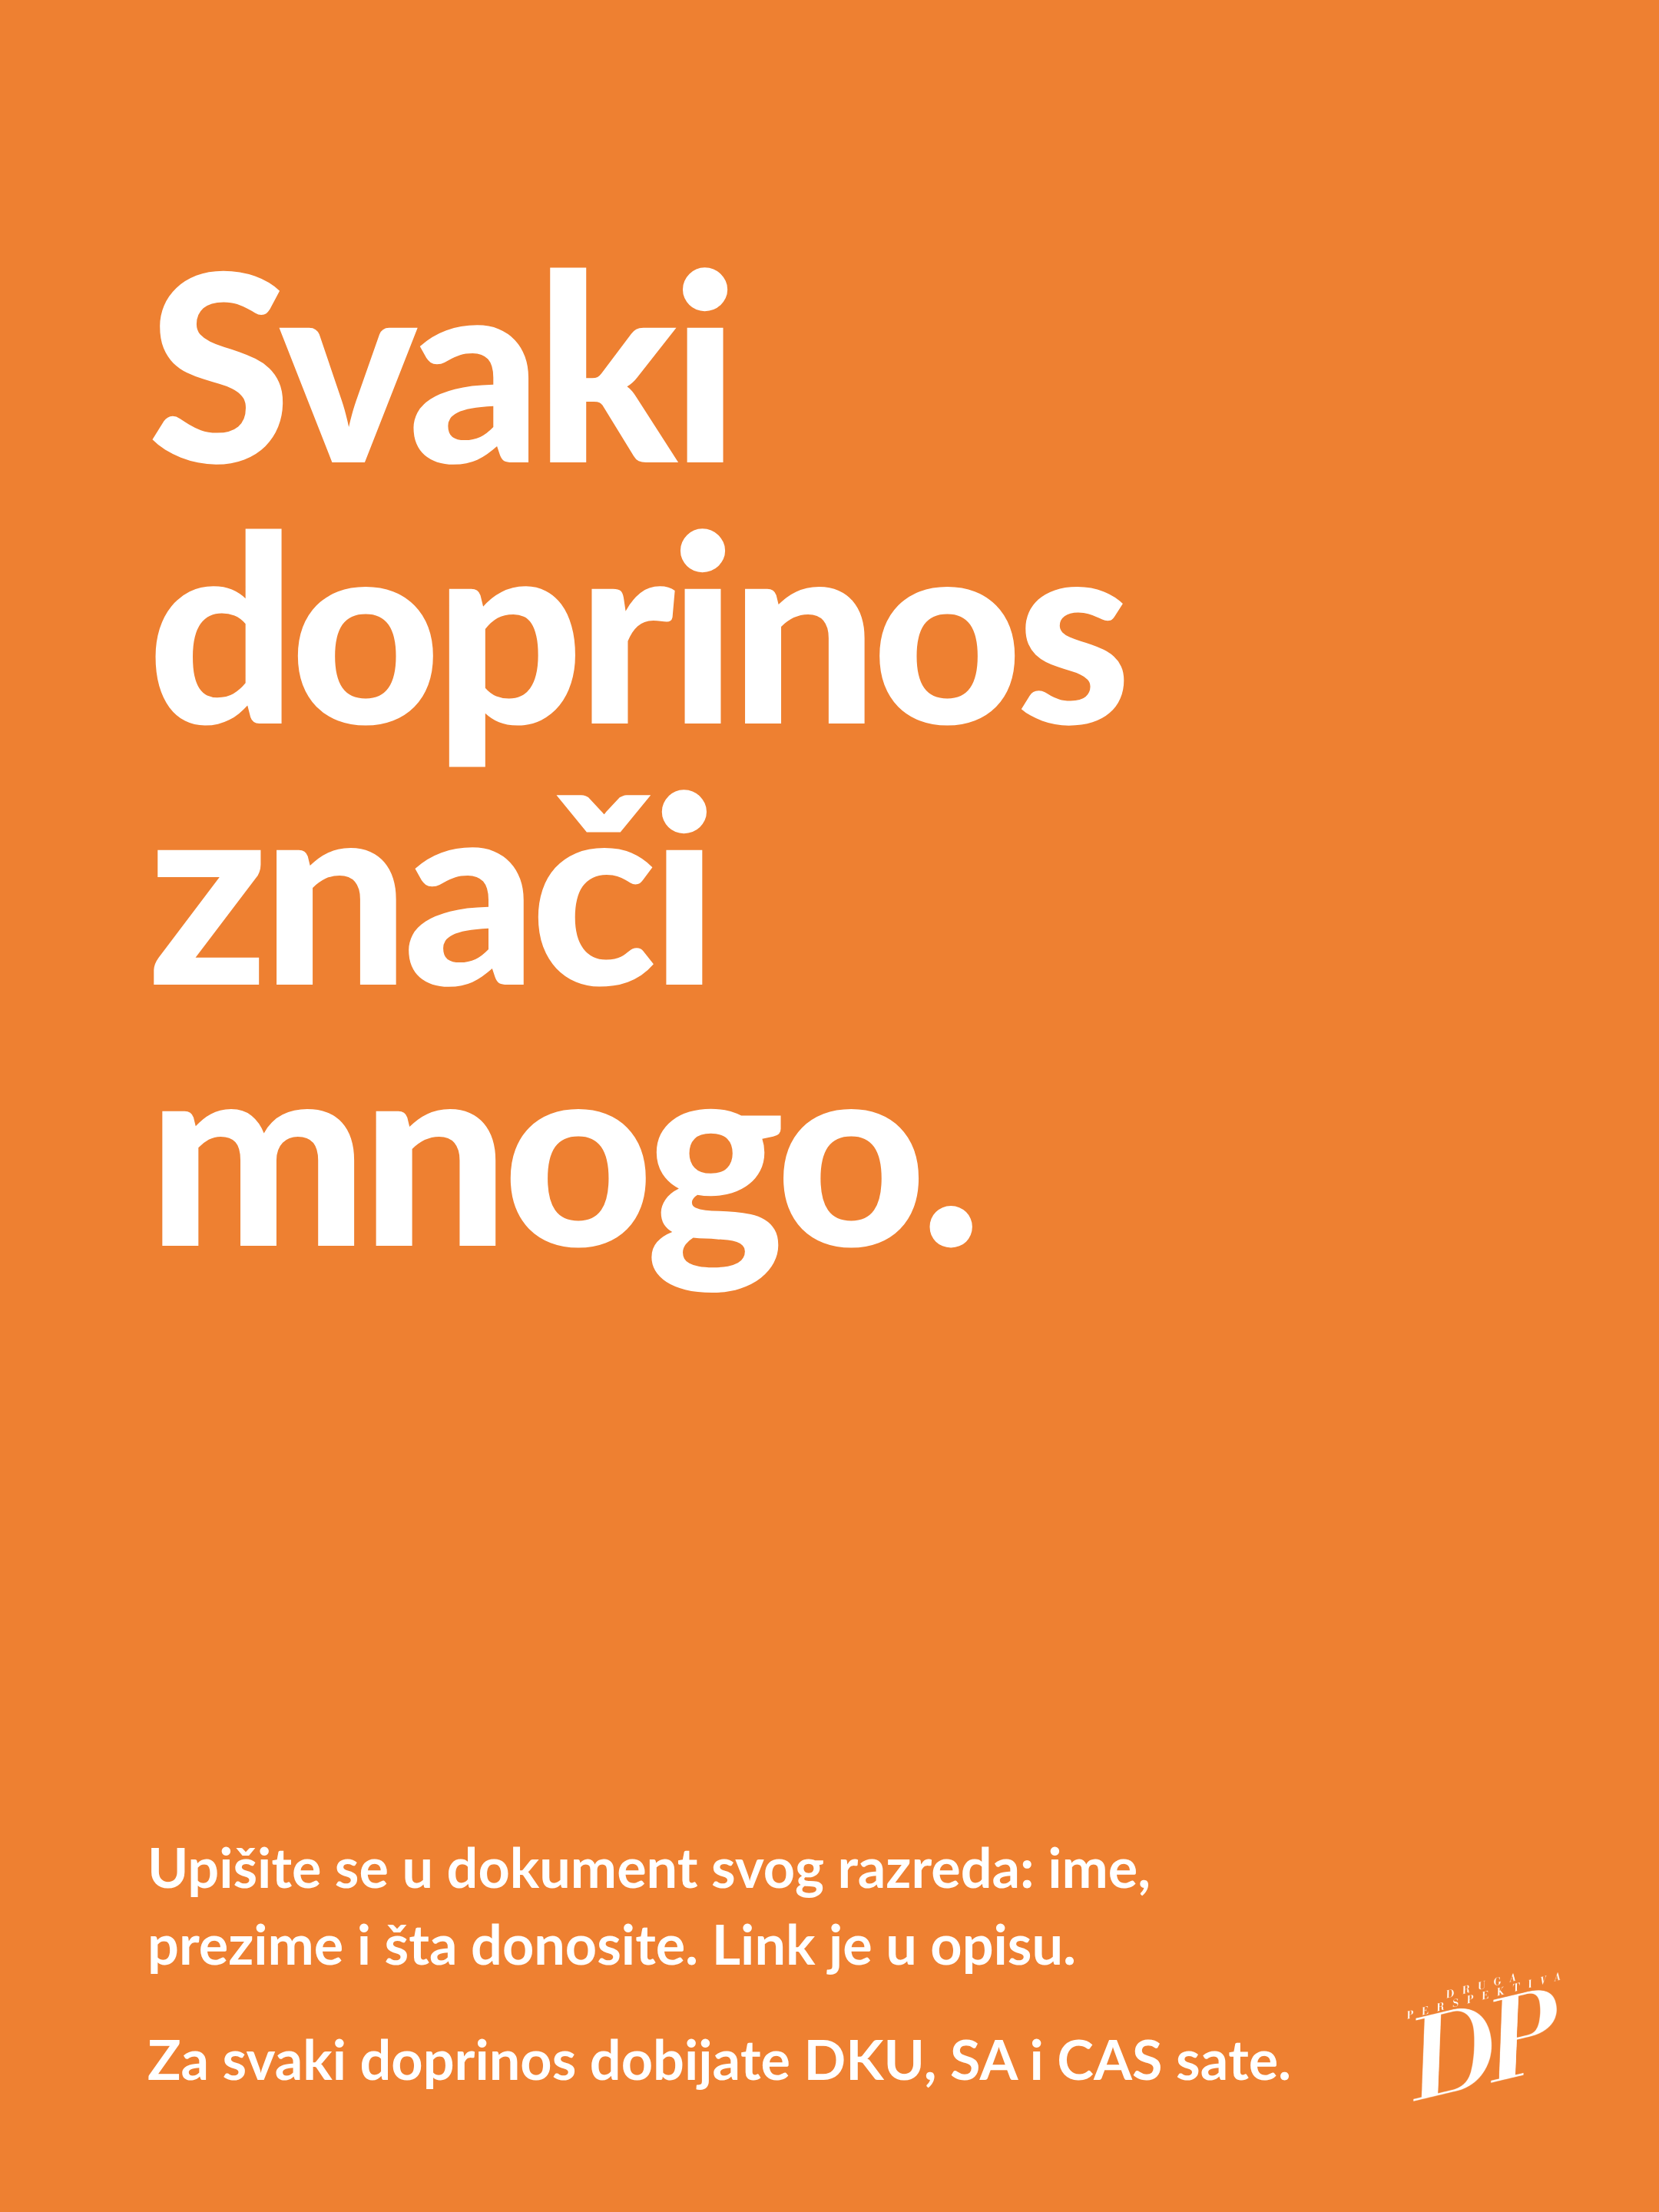 Svaki
doprinos
znači
mnogo.
Upišite se u dokument svog razreda: ime,
prezime i šta donosite. Link je u opisu.
Za svaki doprinos dobijate DKU, SA i CAS sate.
DRUGA
PERSPEKTIVA
DP